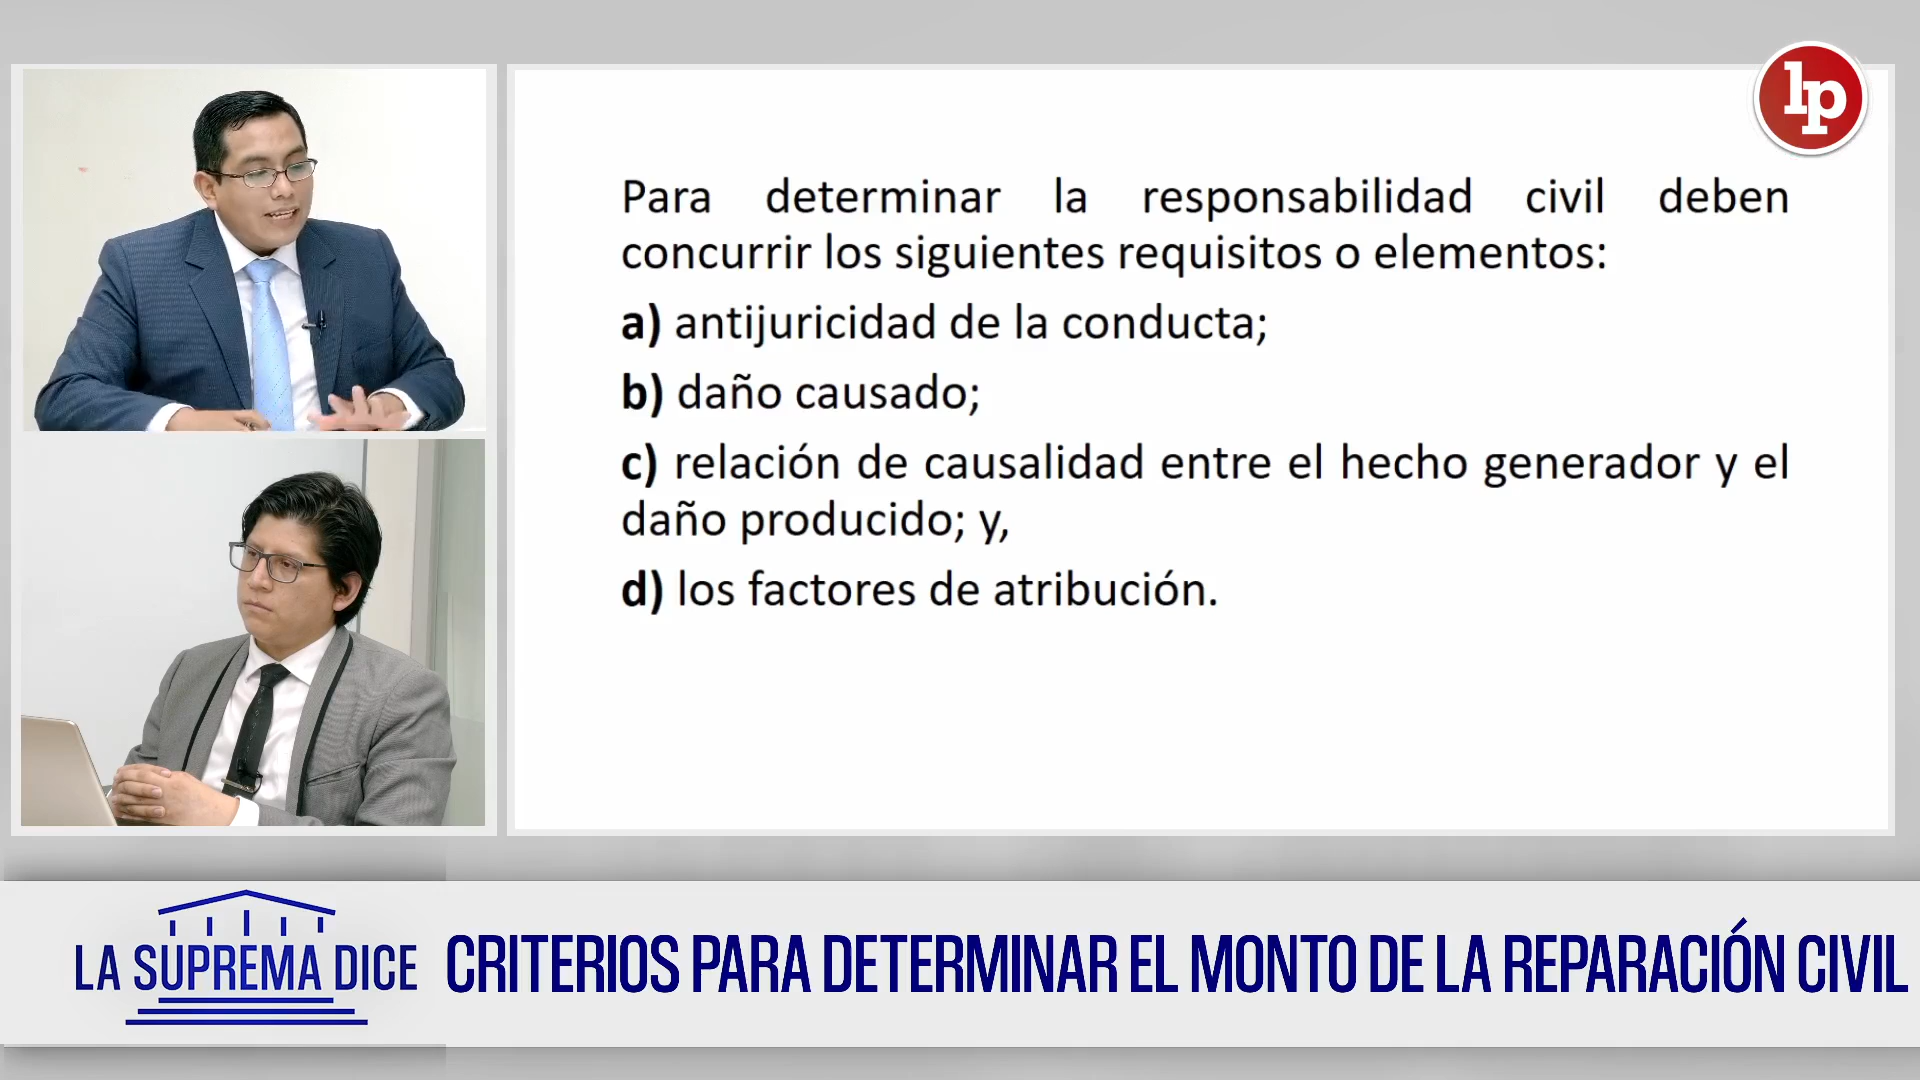 lp
Para determinar la responsabilidad civil deben
concurrir los siguientes requisitos o elementos:
a) antijuricidad de la conducta;
b) daño causado;
c) relación de causalidad entre el hecho generador y el
daño producido; y,
d) los factores de atribución.
LA SUPREMA DICE
CRITERIOS PARA DETERMINAR EL MONTO DE LA REPARACIÓN CIVIL